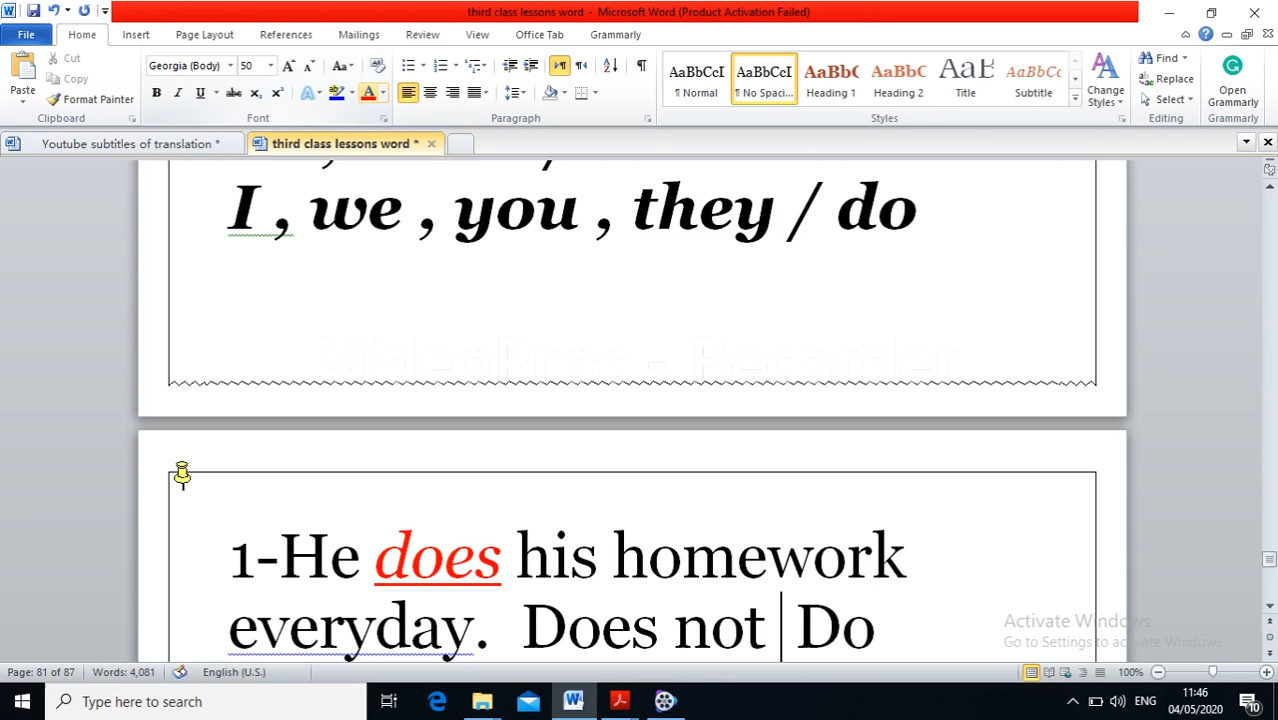 third class lessons word - Microsoft Word (Product Activation Failed)
File Home Insert Page Layout References Mailings Review View Office Tab Grammarly
Paste
Cut
Copy
Format Painter
Clipboard
Georgia (Body) 50
Font
Paragraph
AaBbCcI AaBbCcI AaBbC AaBbC AaB AaBbCc
¶ Normal ¶ No Spaci... Heading 1 Heading 2 Title Subtitle
Styles
Change Styles
Find
Replace
Select
Editing
Open Grammarly
Grammarly
Youtube subtitles of translation * third class lessons word *
I , we , you , they / do
VideoProc - Recorder
1-He does his homework
everyday. Does not Do
Activate Windows
Go to Settings to activate Windows.
Page: 81 of 87 Words: 4,081 English (U.S.) 100%
Type here to search
ENG
11:46
04/05/2020
10